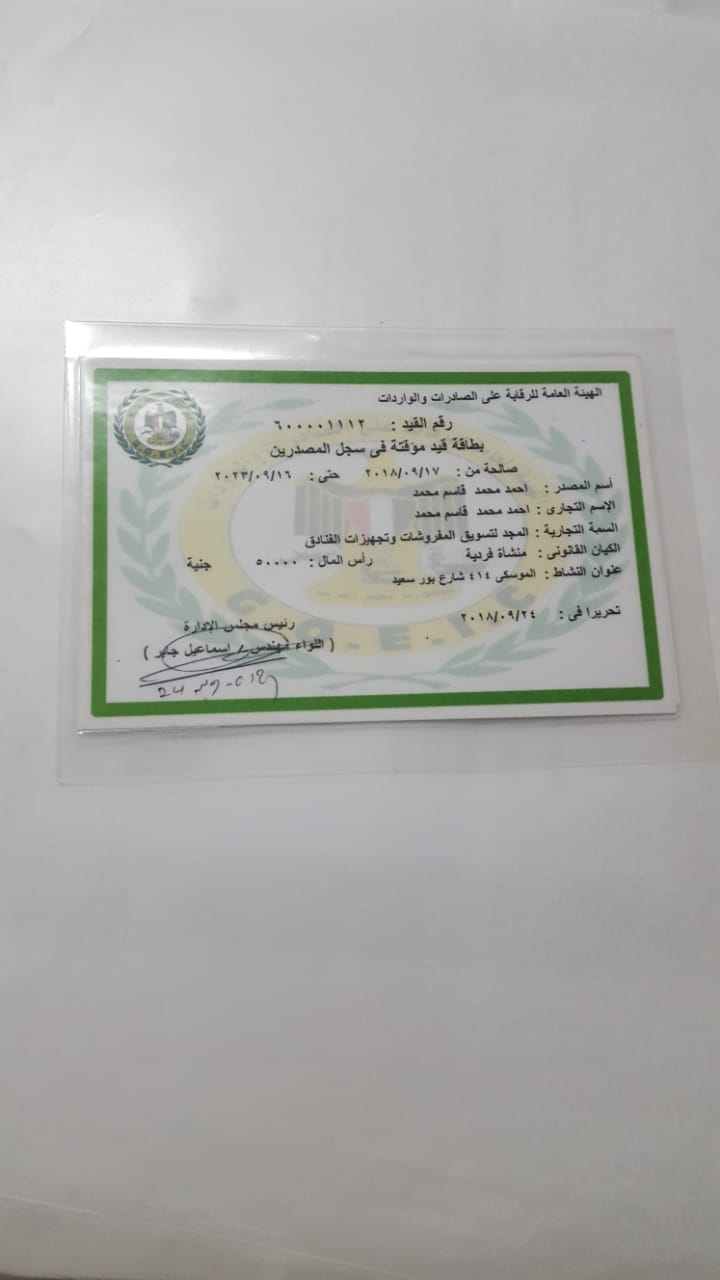 الهيئة العامة للرقابة على الصادرات والواردات
رقم القيد : ٦٠٠٠٠١١١٢
بطاقة قيد مؤقتة فى سجل المصدرين
صالحة من : ٢٠١٨/٠٩/١٧ حتى : ٢٠٢٣/٠٩/١٦
أسم المصدر : احمد محمد قاسم محمد
الإسم التجارى : احمد محمد قاسم محمد
السمة التجارية : المجد لتسويق المفروشات وتجهيزات الفنادق
الكيان القانونى : منشاة فردية رأس المال : ٥٠٠٠٠ جنية
عنوان النشاط : الموسكى ٤١٤ شارع بور سعيد
تحريرا فى : ٢٠١٨/٠٩/٢٤
رئيس مجلس الإدارة
( اللواء مهندس / إسماعيل جابر )
G.O.E.I.C